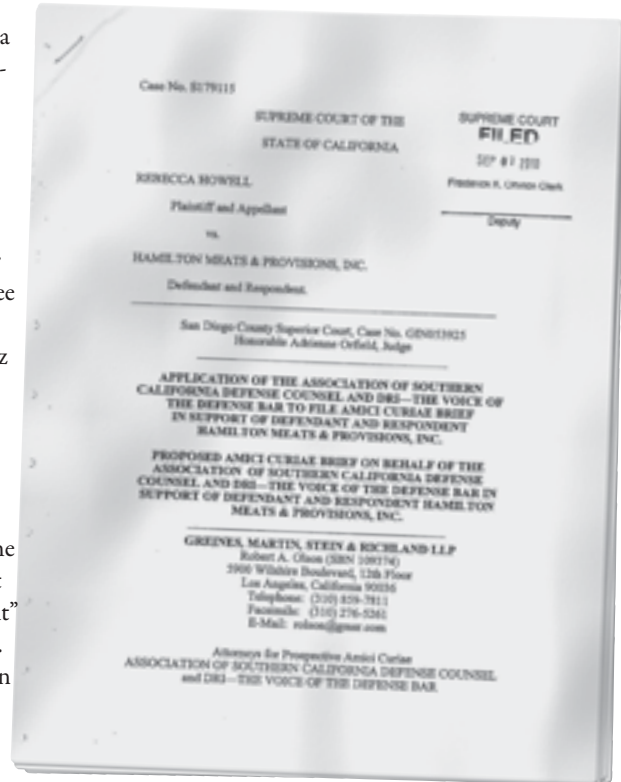 a
-
ee
z
ne
t
t”
.
n
Case No. S179115
SUPREME COURT OF THE
STATE OF CALIFORNIA
SUPREME COURT
FILED
SEP 2010
Frederick K. Clerk
Deputy
REBECCA HOWELL
Plaintiff and Appellant
vs.
HAMILTON MEATS & PROVISIONS, INC.
Defendant and Respondent.
San Diego County Superior Court, Case No. GIN053925
Honorable Adrienne Orfield, Judge
APPLICATION OF THE ASSOCIATION OF SOUTHERN
CALIFORNIA DEFENSE COUNSEL AND DRI—THE VOICE OF
THE DEFENSE BAR TO FILE AMICI CURIAE BRIEF
IN SUPPORT OF DEFENDANT AND RESPONDENT
HAMILTON MEATS & PROVISIONS, INC.
PROPOSED AMICI CURIAE BRIEF ON BEHALF OF THE
ASSOCIATION OF SOUTHERN CALIFORNIA DEFENSE
COUNSEL AND DRI—THE VOICE OF THE DEFENSE BAR IN
SUPPORT OF DEFENDANT AND RESPONDENT HAMILTON
MEATS & PROVISIONS, INC.
GREINES, MARTIN, STEIN & RICHLAND LLP
Robert A. Olson (SBN 109374)
5900 Wilshire Boulevard, 12th Floor
Los Angeles, California 90036
Telephone: (310) 859-7811
Facsimile: (310) 276-5261
E-Mail: rolson@gmsr.com
Attorneys for Prospective Amici Curiae
ASSOCIATION OF SOUTHERN CALIFORNIA DEFENSE COUNSEL
and DRI—THE VOICE OF THE DEFENSE BAR